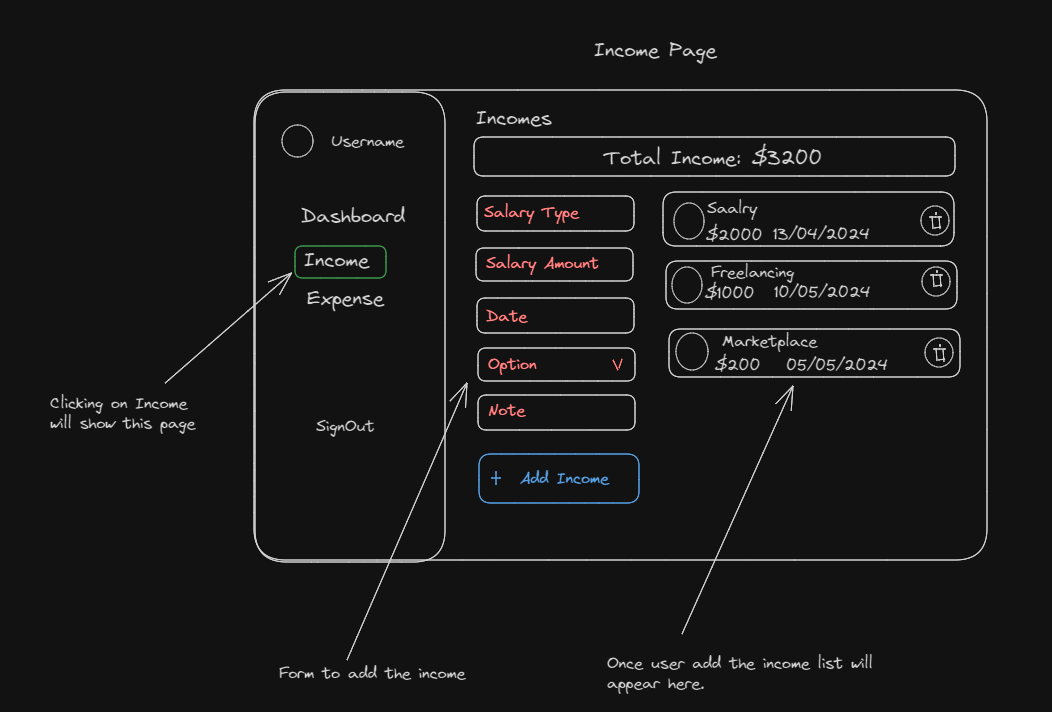 Income Page
Username
Dashboard
Income
Expense
SignOut
Incomes
Total Income: $3200
Salary Type
Salary Amount
Date
Option V
Note
+ Add Income
Saalry
$2000 13/04/2024
Freelancing
$1000 10/05/2024
Marketplace
$200 05/05/2024
Clicking on Income
will show this page
Form to add the income
Once user add the income list will
appear here.